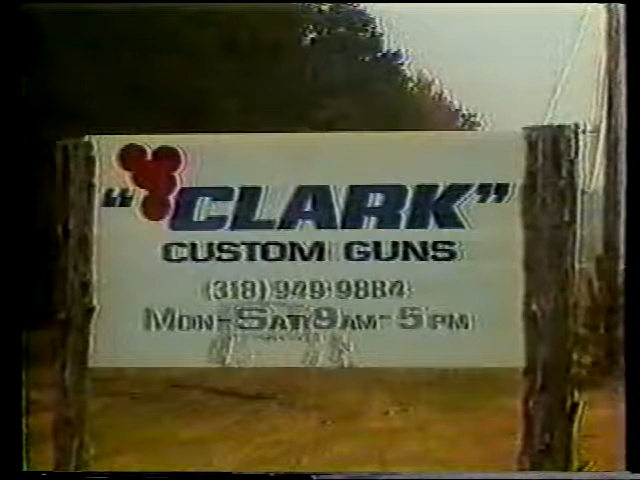 "CLARK"
CUSTOM GUNS
(318) 949-9884
MON-SAT 9AM-5PM